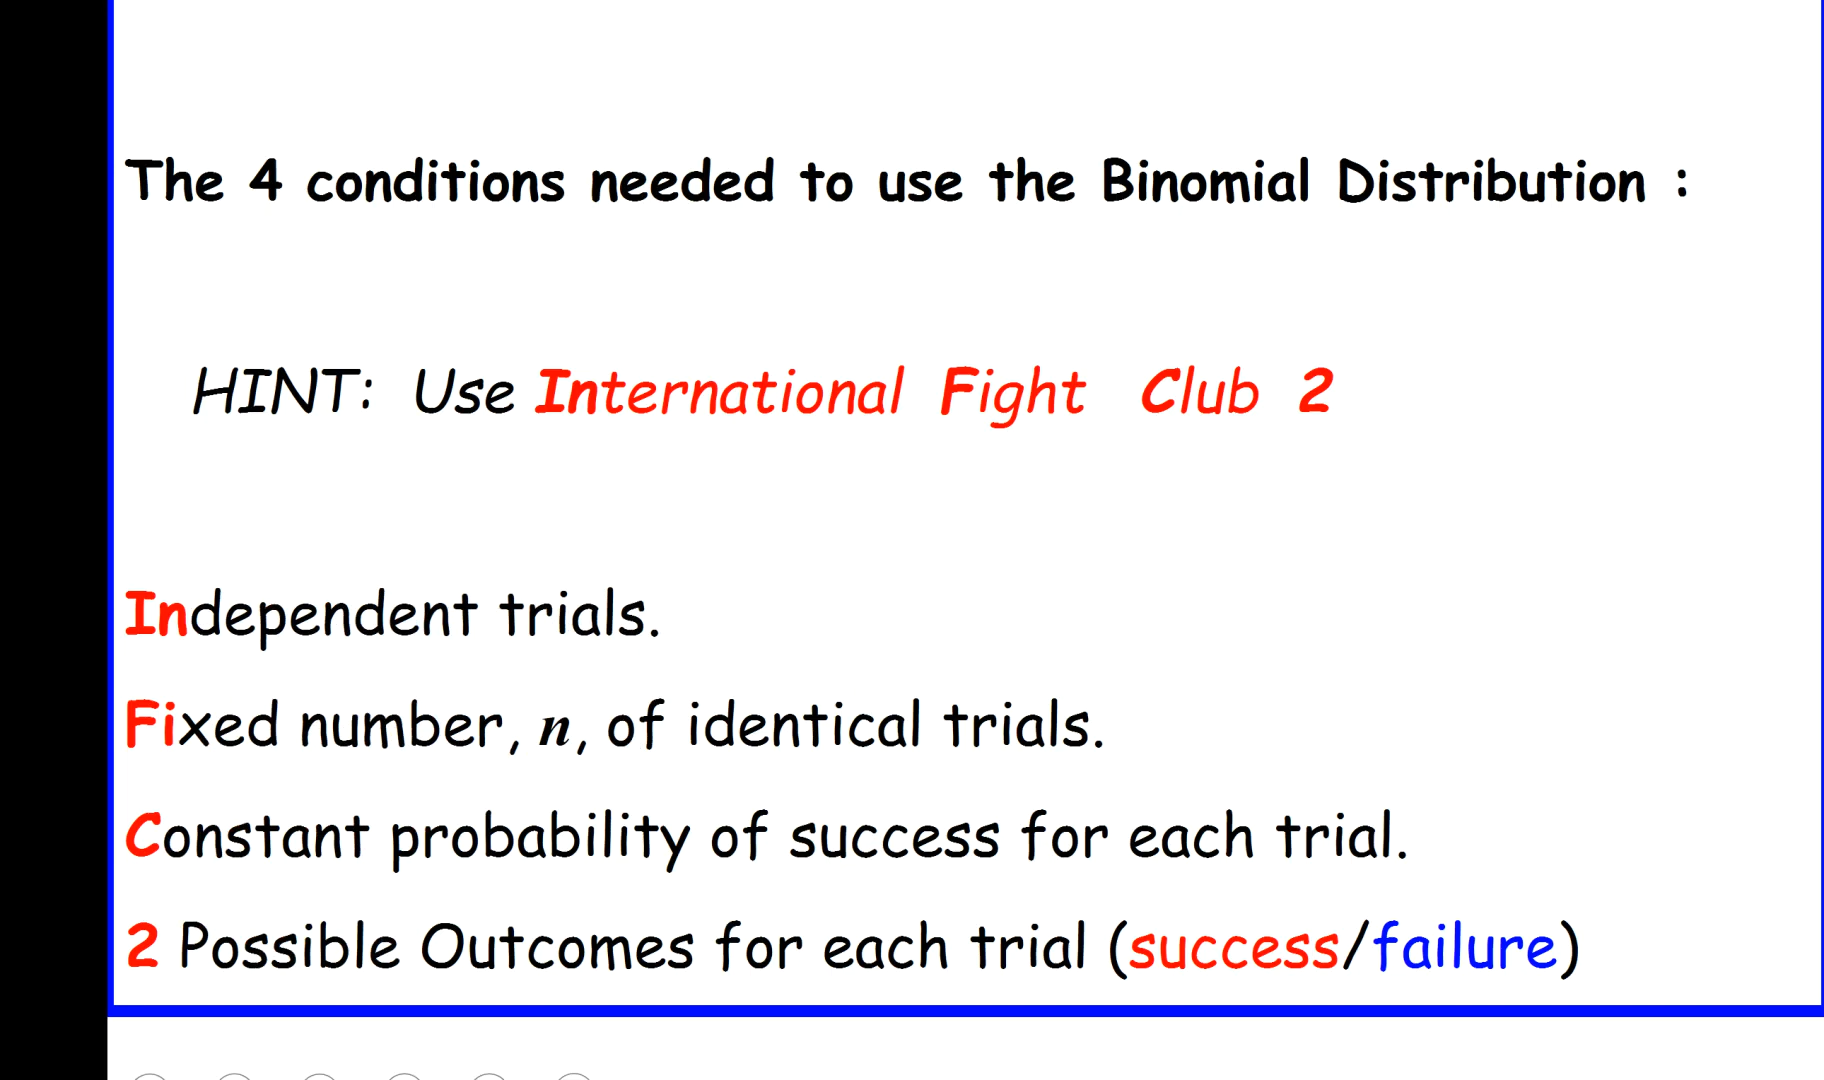 The 4 conditions needed to use the Binomial Distribution :
HINT: Use International Fight Club 2
Independent trials.
Fixed number, n, of identical trials.
Constant probability of success for each trial.
2 Possible Outcomes for each trial (success/failure)